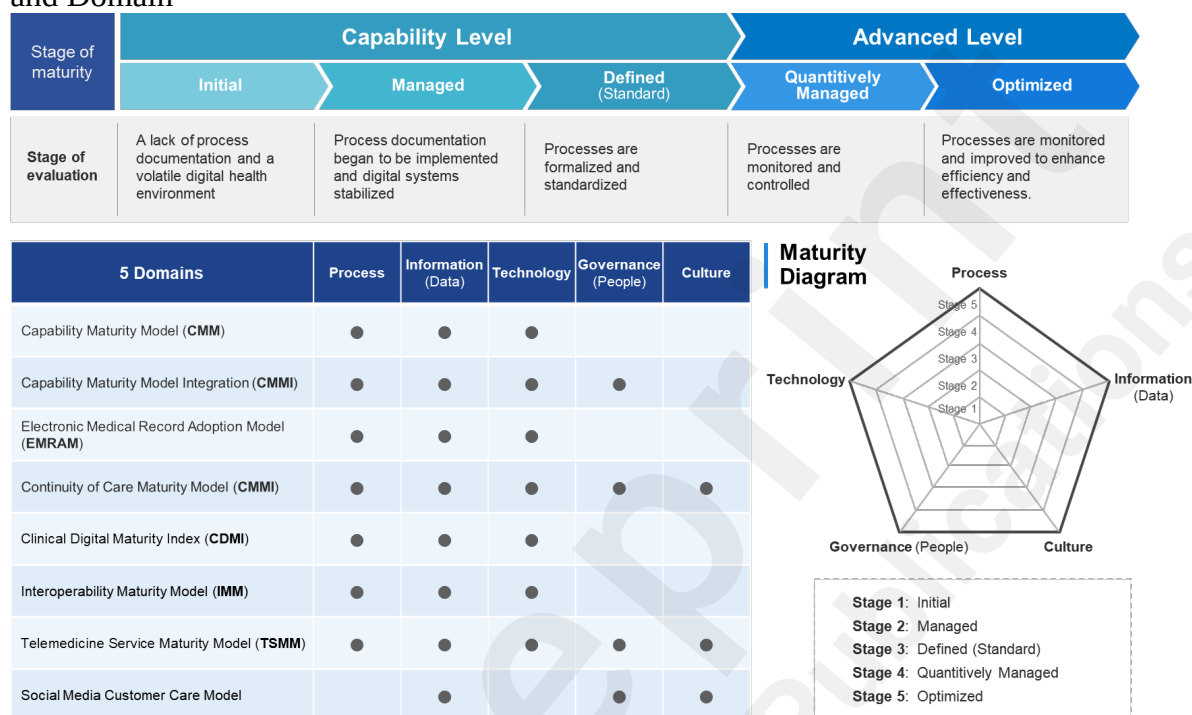 and Domain
Stage of
maturity
Capability Level
Advanced Level
Initial
Managed
Defined
(Standard)
Quantitively
Managed
Optimized
Stage of
evaluation
A lack of process
documentation and a
volatile digital health
environment
Process documentation
began to be implemented
and digital systems
stabilized
Processes are
formalized and
standardized
Processes are
monitored and
controlled
Processes are monitored
and improved to enhance
efficiency and
effectiveness.
5 Domains
Process
Information
(Data)
Technology
Governance
(People)
Culture
Capability Maturity Model (CMM)
Capability Maturity Model Integration (CMMI)
Electronic Medical Record Adoption Model
(EMRAM)
Continuity of Care Maturity Model (CMMI)
Clinical Digital Maturity Index (CDMI)
Interoperability Maturity Model (IMM)
Telemedicine Service Maturity Model (TSMM)
Social Media Customer Care Model
Maturity
Diagram
Process
Stage 5
Stage 4
Stage 3
Stage 2
Stage 1
Technology
Information
(Data)
Governance (People)
Culture
Stage 1: Initial
Stage 2: Managed
Stage 3: Defined (Standard)
Stage 4: Quantitively Managed
Stage 5: Optimized
eprint
Publications